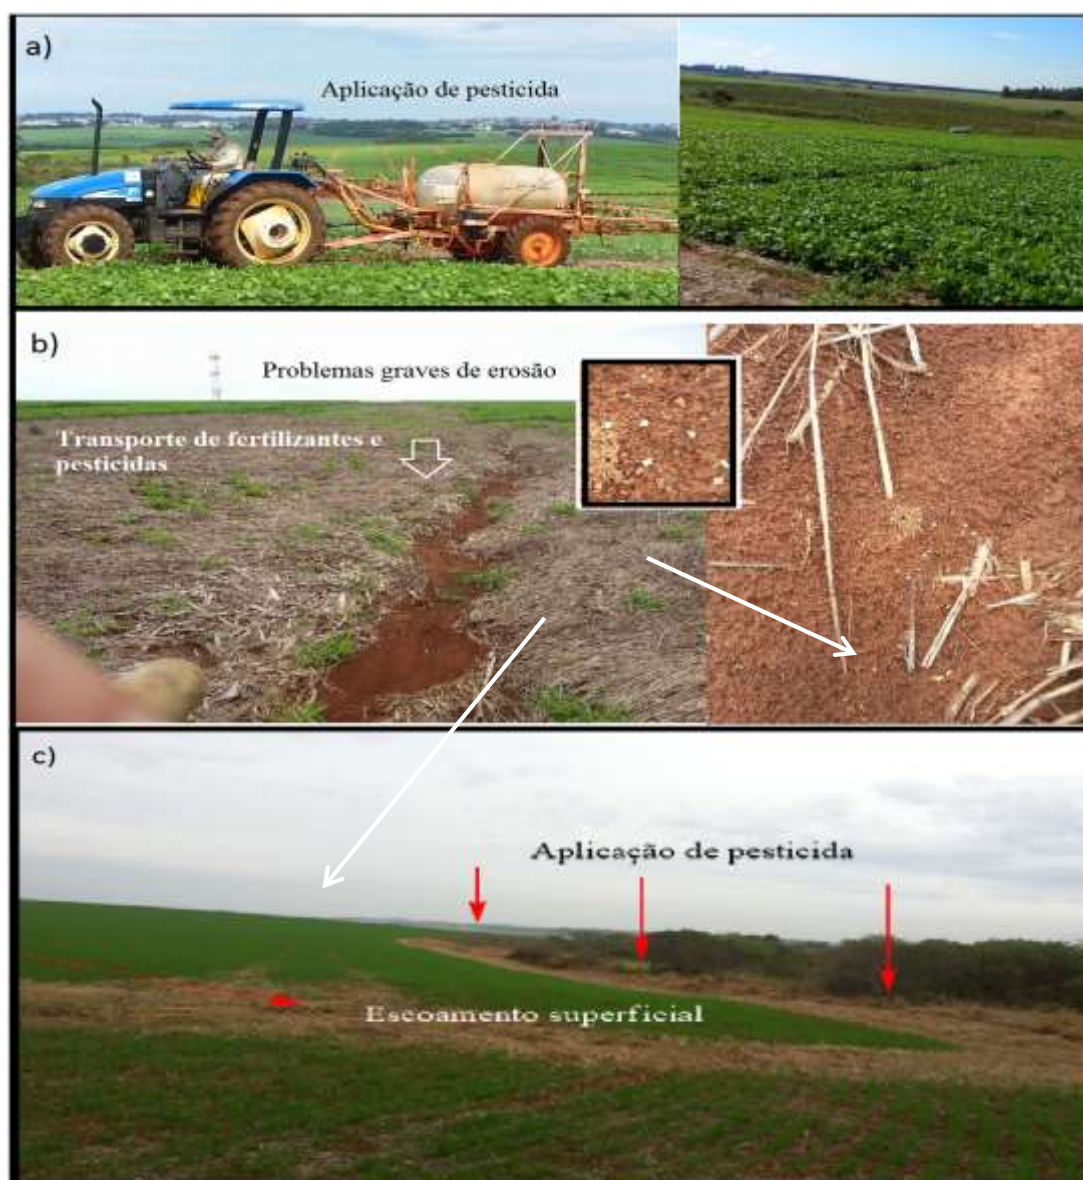 a)
Aplicação de pesticida
b)
Problemas graves de erosão
Transporte de fertilizantes e
pesticidas
c)
Aplicação de pesticida
Escoamento superficial